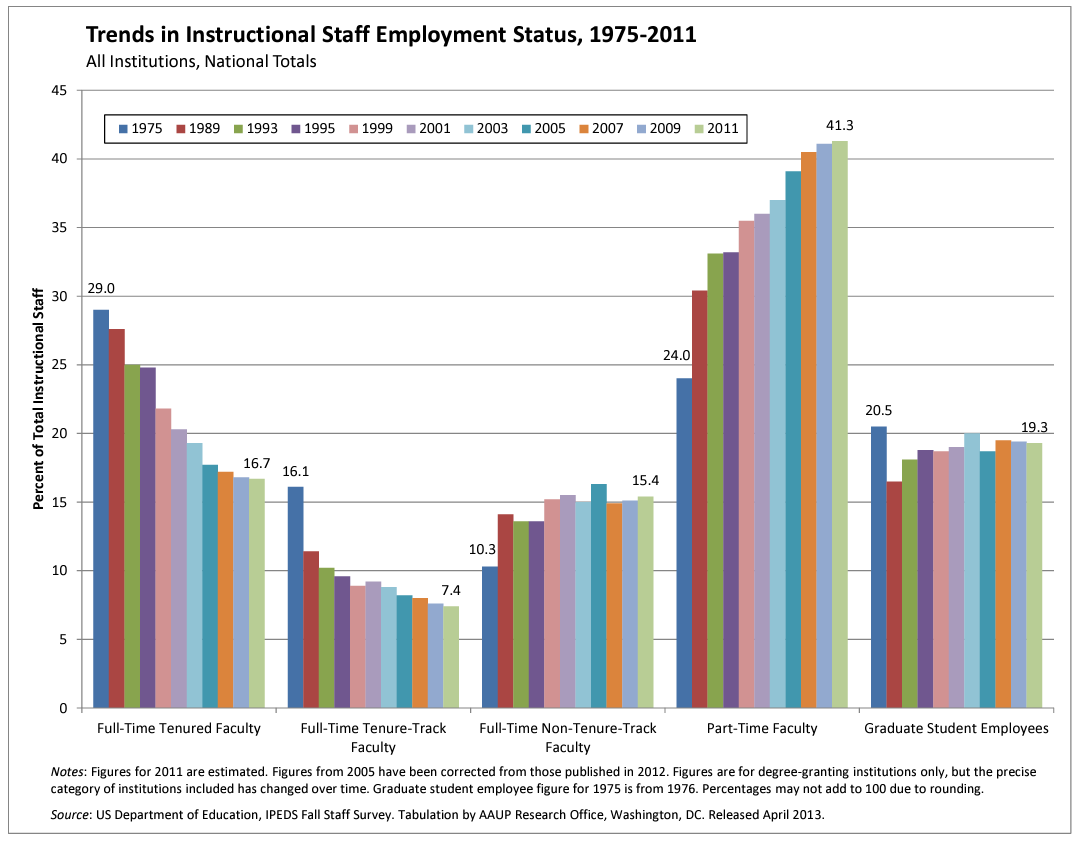 Trends in Instructional Staff Employment Status, 1975-2011
All Institutions, National Totals
45
1975 1989 1993 1995 1999 2001 2003 2005 2007 2009 2011
41.3
40
35
30
29.0
25
24.0
20
20.5
19.3
16.7
16.1
15
15.4
10.3
10
7.4
5
0
Percent of Total Instructional Staff
Full-Time Tenured Faculty
Full-Time Tenure-Track
Faculty
Full-Time Non-Tenure-Track
Faculty
Part-Time Faculty
Graduate Student Employees
Notes: Figures for 2011 are estimated. Figures from 2005 have been corrected from those published in 2012. Figures are for degree-granting institutions only, but the precise
category of institutions included has changed over time. Graduate student employee figure for 1975 is from 1976. Percentages may not add to 100 due to rounding.
Source: US Department of Education, IPEDS Fall Staff Survey. Tabulation by AAUP Research Office, Washington, DC. Released April 2013.